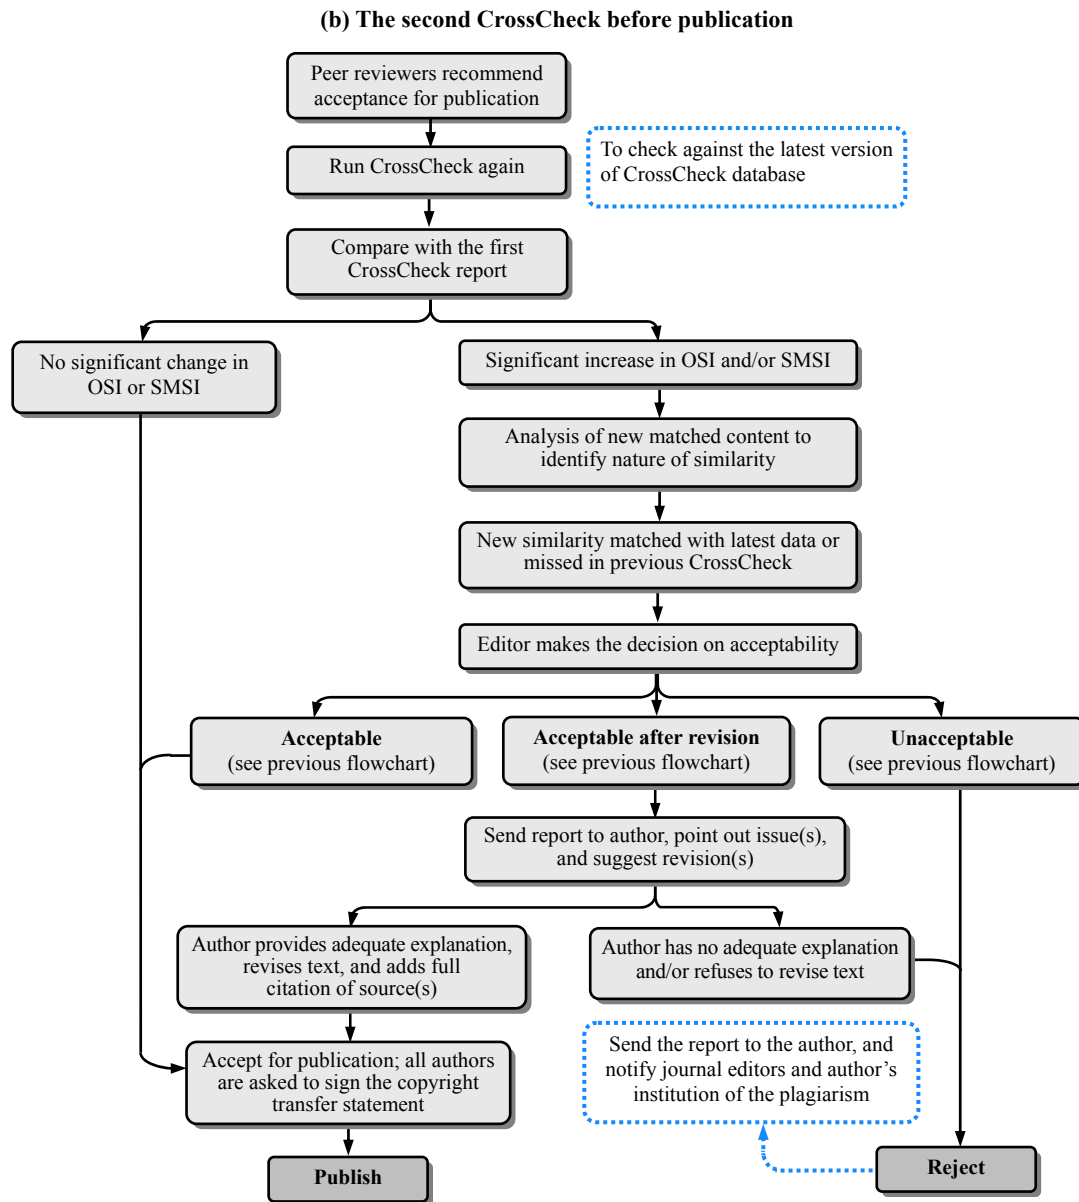 (b) The second CrossCheck before publication
Peer reviewers recommend
acceptance for publication
Run CrossCheck again
To check against the latest version
of CrossCheck database
Compare with the first
CrossCheck report
No significant change in
OSI or SMSI
Significant increase in OSI and/or SMSI
Analysis of new matched content to
identify nature of similarity
New similarity matched with latest data or
missed in previous CrossCheck
Editor makes the decision on acceptability
Acceptable
(see previous flowchart)
Acceptable after revision
(see previous flowchart)
Unacceptable
(see previous flowchart)
Send report to author, point out issue(s),
and suggest revision(s)
Author provides adequate explanation,
revises text, and adds full
citation of source(s)
Author has no adequate explanation
and/or refuses to revise text
Accept for publication; all authors
are asked to sign the copyright
transfer statement
Send the report to the author, and
notify journal editors and author’s
institution of the plagiarism
Publish
Reject